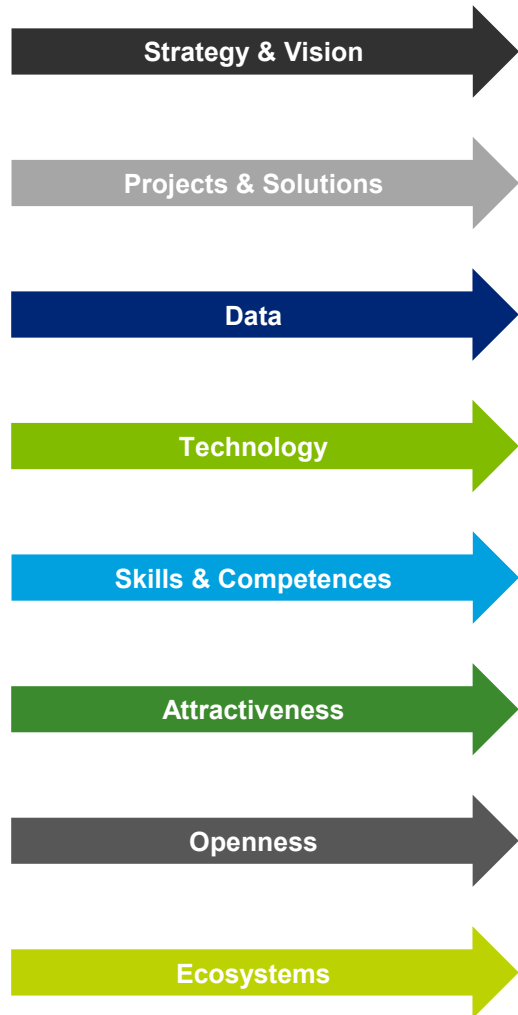 Strategy & Vision
Projects & Solutions
Data
Technology
Skills & Competences
Attractiveness
Openness
Ecosystems